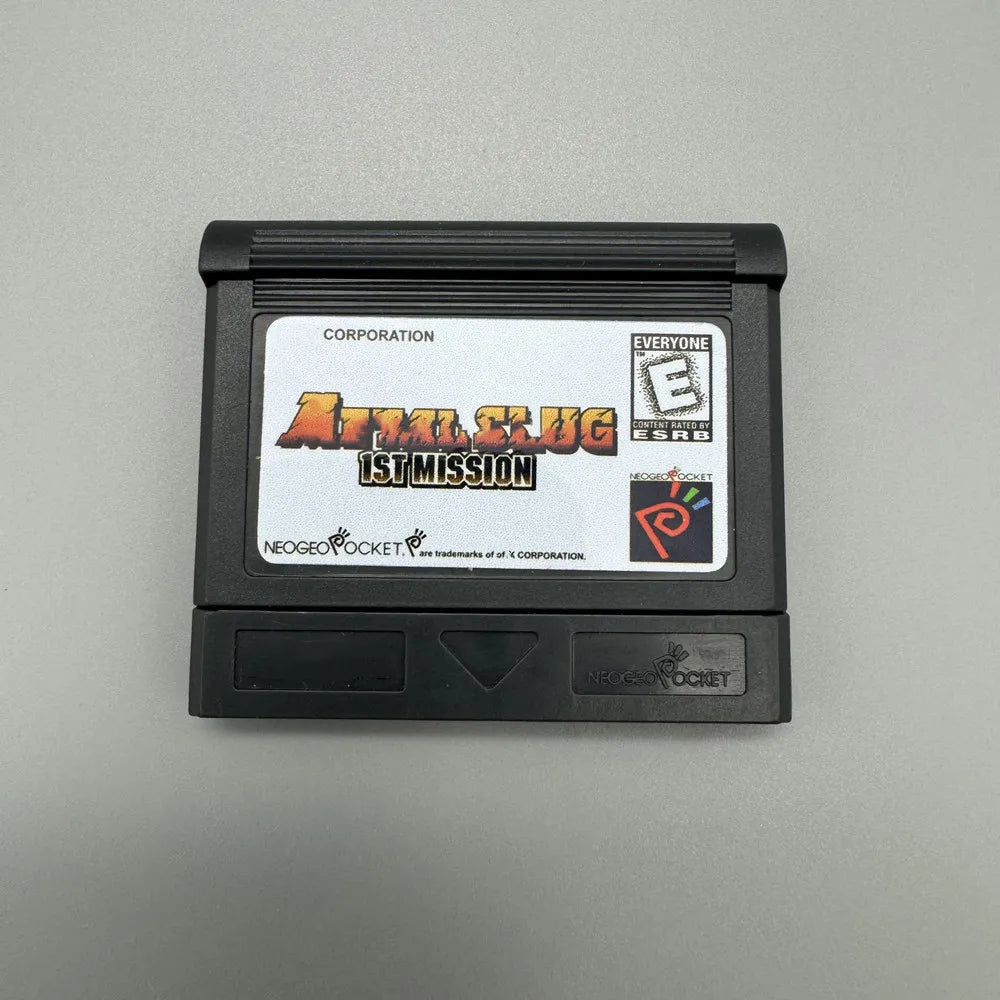 CORPORATION
EVERYONE
TM
E
CONTENT RATED BY
ESRB
SLUG
1ST MISSION
NEOGEO POCKET
NEOGEO POCKET, are trademarks of of. CORPORATION.
NEOGEO POCKET